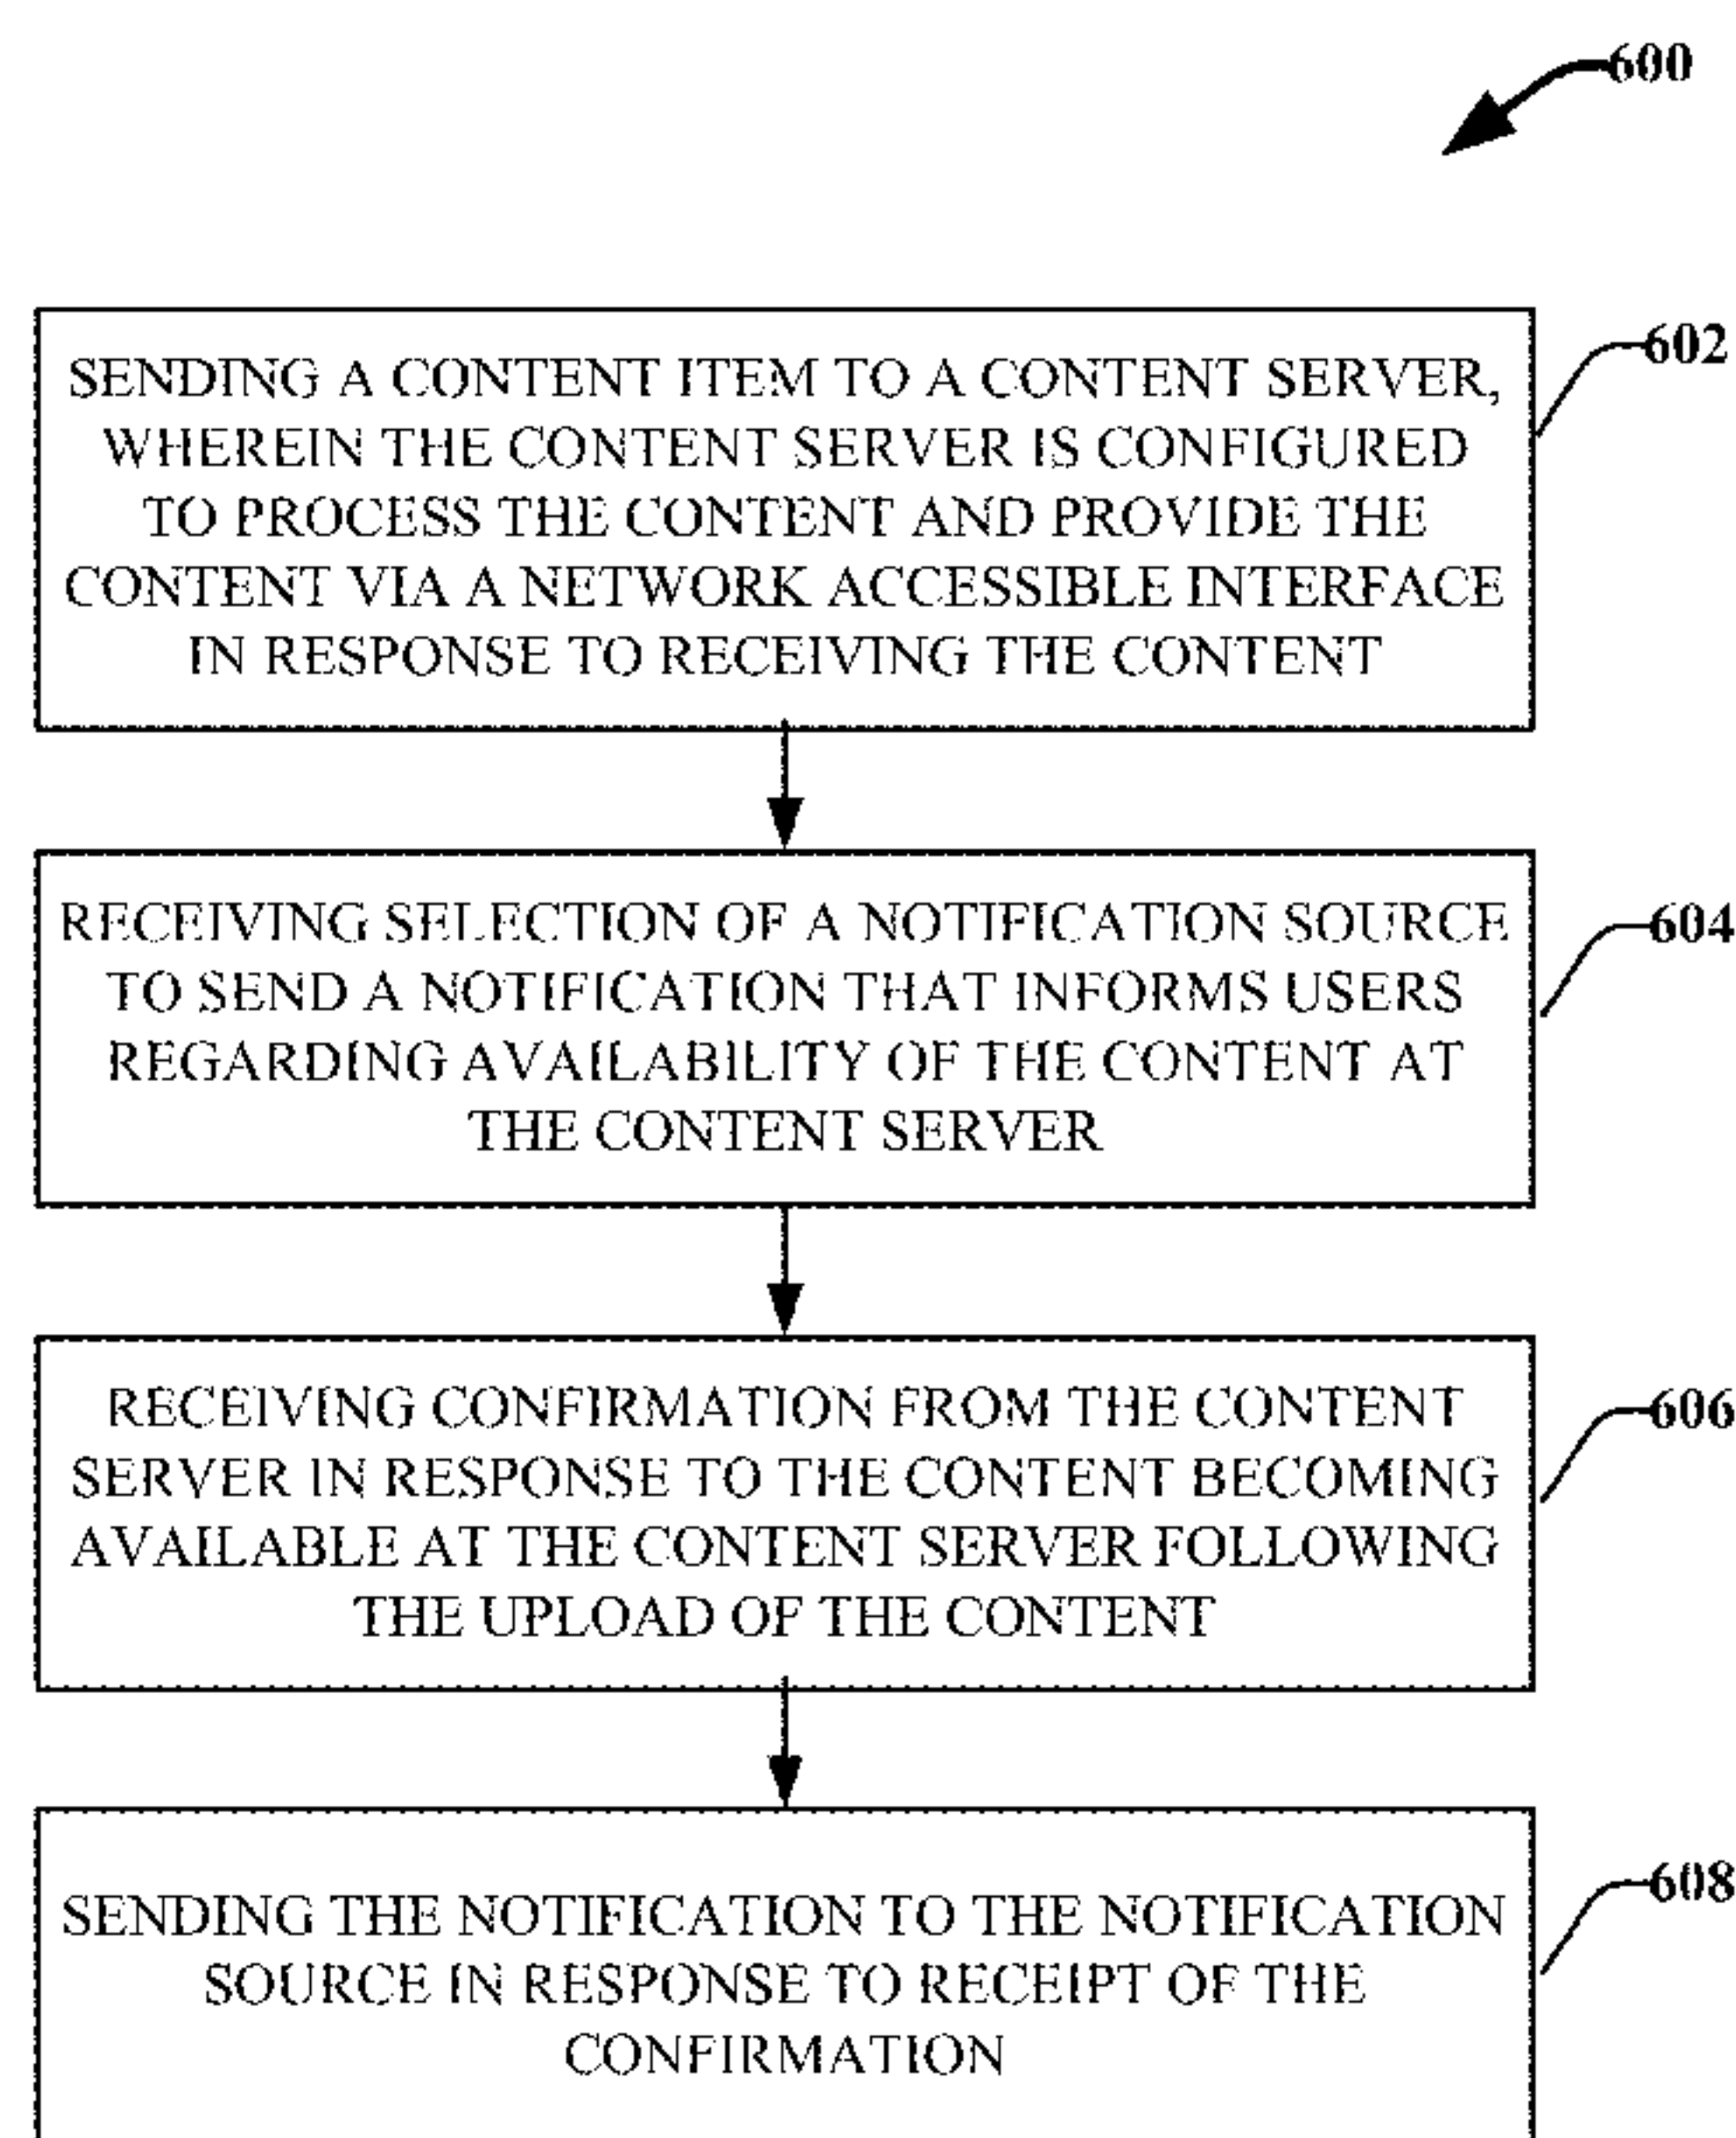 600
602
SENDING A CONTENT ITEM TO A CONTENT SERVER,
WHEREIN THE CONTENT SERVER IS CONFIGURED
TO PROCESS THE CONTENT AND PROVIDE THE
CONTENT VIA A NETWORK ACCESSIBLE INTERFACE
IN RESPONSE TO RECEIVING THE CONTENT
604
RECEIVING SELECTION OF A NOTIFICATION SOURCE
TO SEND A NOTIFICATION THAT INFORMS USERS
REGARDING AVAILABILITY OF THE CONTENT AT
THE CONTENT SERVER
606
RECEIVING CONFIRMATION FROM THE CONTENT
SERVER IN RESPONSE TO THE CONTENT BECOMING
AVAILABLE AT THE CONTENT SERVER FOLLOWING
THE UPLOAD OF THE CONTENT
608
SENDING THE NOTIFICATION TO THE NOTIFICATION
SOURCE IN RESPONSE TO RECEIPT OF THE
CONFIRMATION